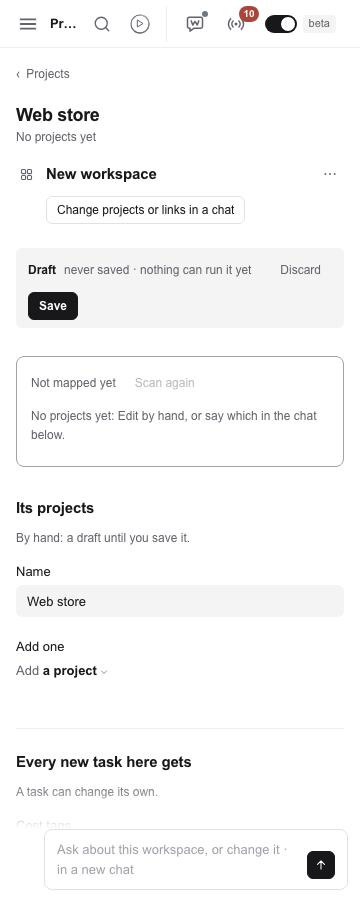 Pr...
10
beta
‹ Projects
Web store
No projects yet
New workspace
...
Change projects or links in a chat
Draft never saved · nothing can run it yet Discard
Save
Not mapped yet Scan again
No projects yet: Edit by hand, or say which in the chat
below.
Its projects
By hand: a draft until you save it.
Name
Web store
Add one
Add a project
Every new task here gets
A task can change its own.
Cost tags
Ask about this workspace, or change it ·
in a new chat